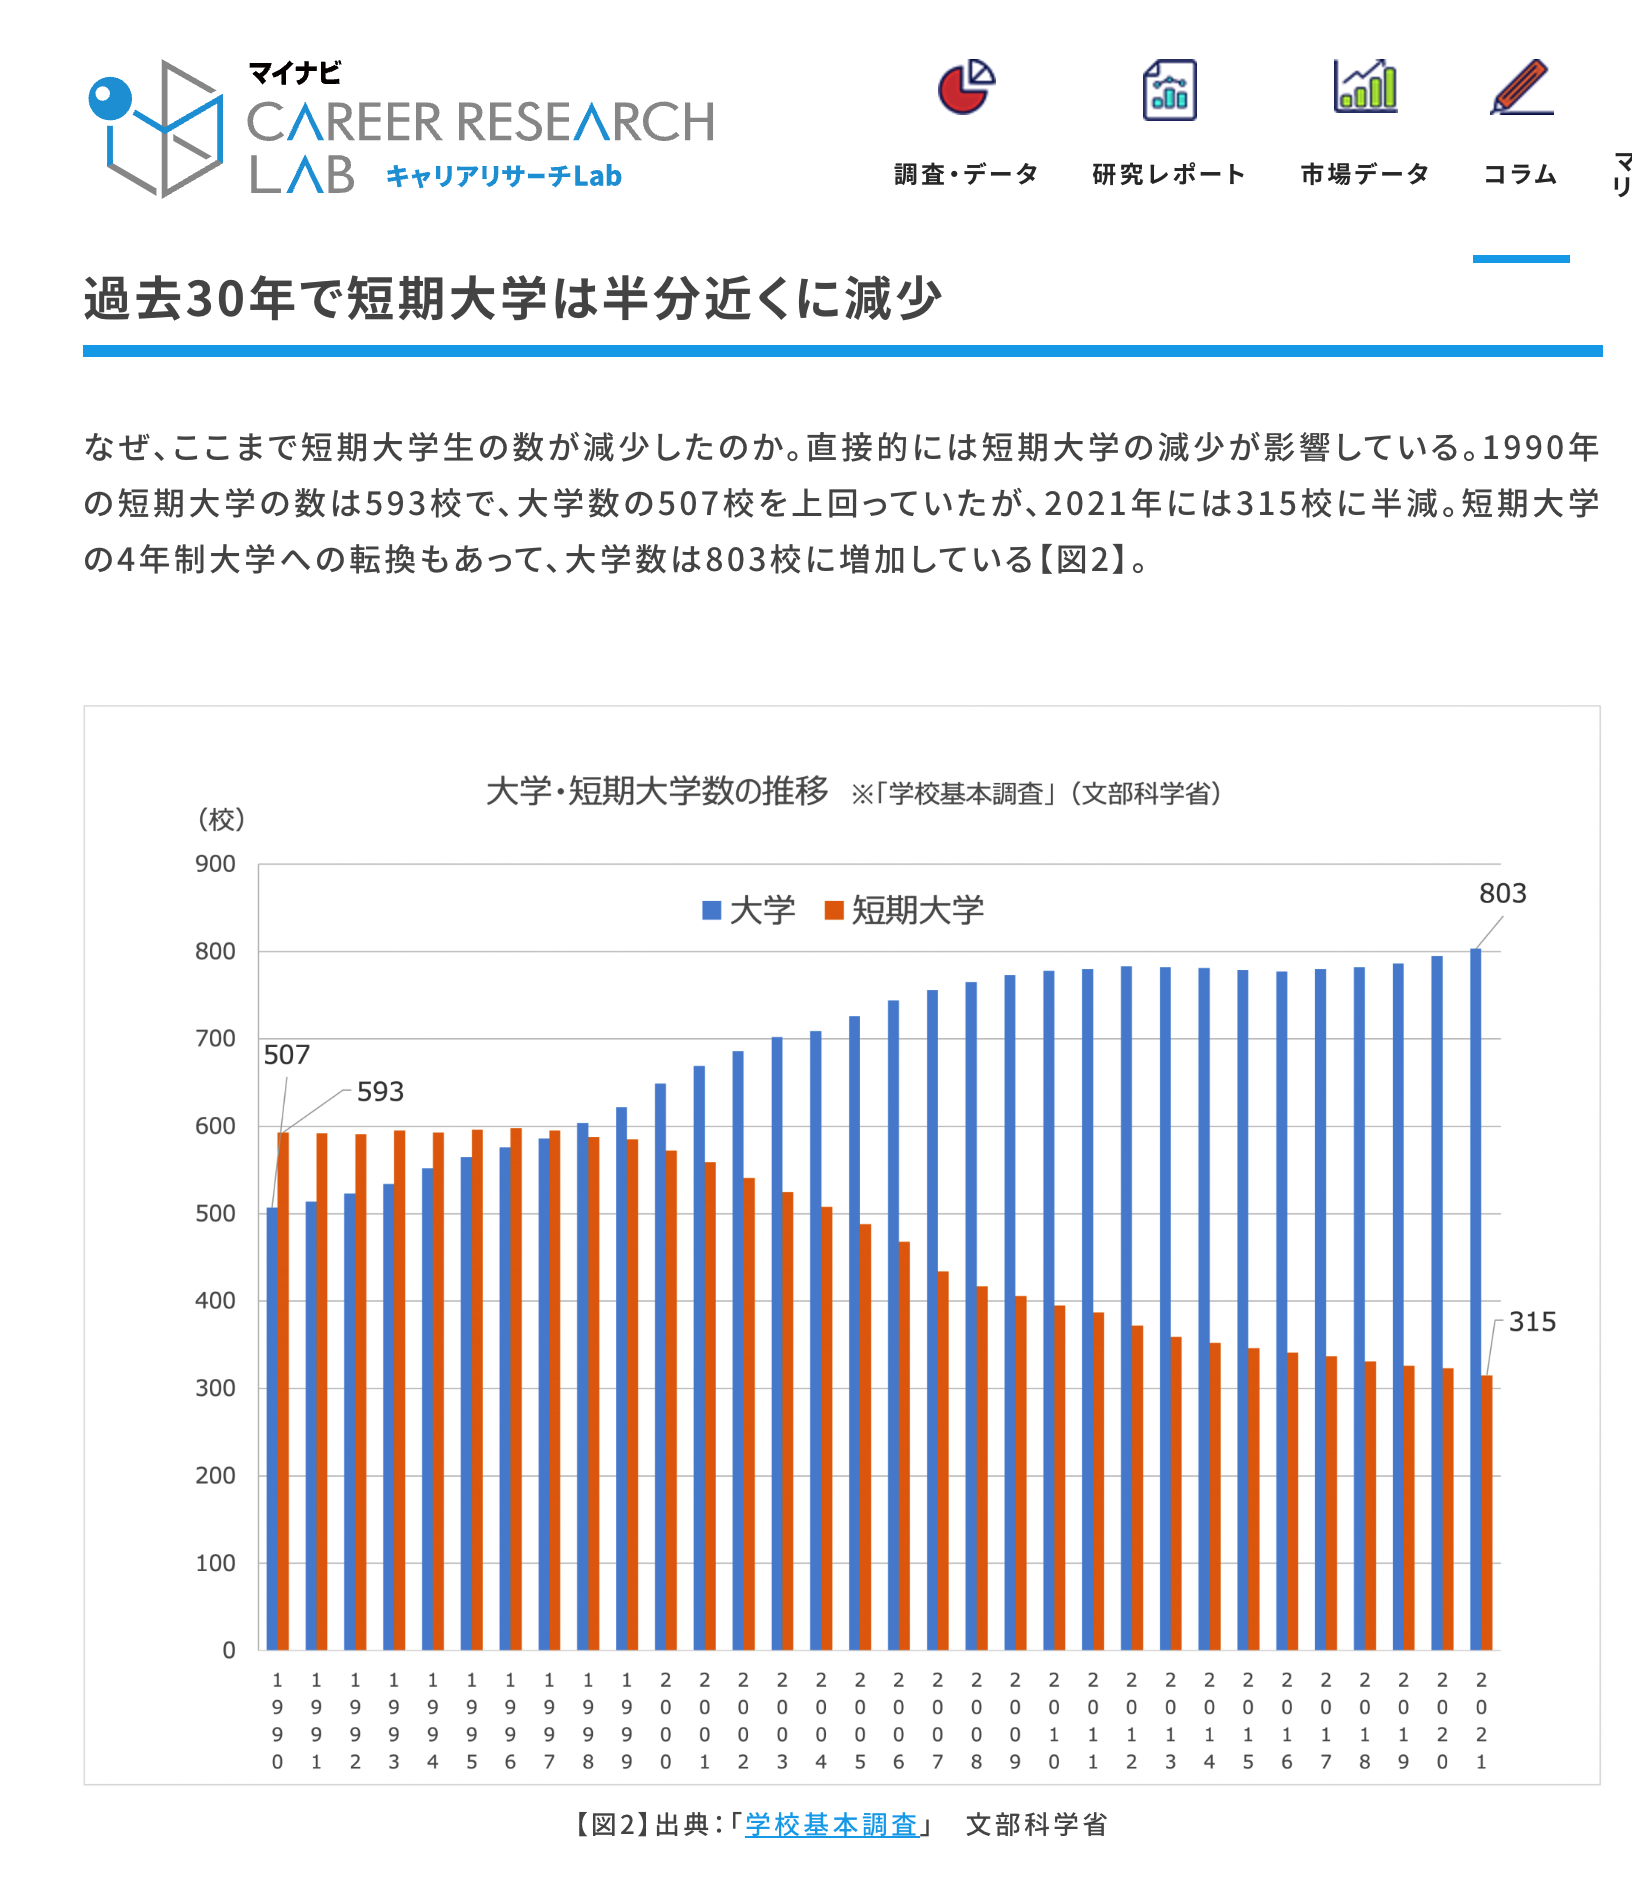 マイナビ
CAREER RESEARCH
LAB キャリアリサーチLab
調査・データ
研究レポート
市場データ
コラム
マ
リ
過去30年で短期大学は半分近くに減少
なぜ、ここまで短期大学生の数が減少したのか。直接的には短期大学の減少が影響している。1990年
の短期大学の数は593校で、大学数の507校を上回っていたが、2021年には315校に半減。短期大学
の4年制大学への転換もあって、大学数は803校に増加している【図2】。
大学・短期大学数の推移 ※「学校基本調査」（文部科学省）
（校）
900
800
700
600
500
400
300
200
100
0
大学 短期大学
507
593
803
315
1990 1991 1992 1993 1994 1995 1996 1997 1998 1999 2000 2001 2002 2003 2004 2005 2006 2007 2008 2009 2010 2011 2012 2013 2014 2015 2016 2017 2018 2019 2020 2021
【図2】出典：「学校基本調査」 文部科学省